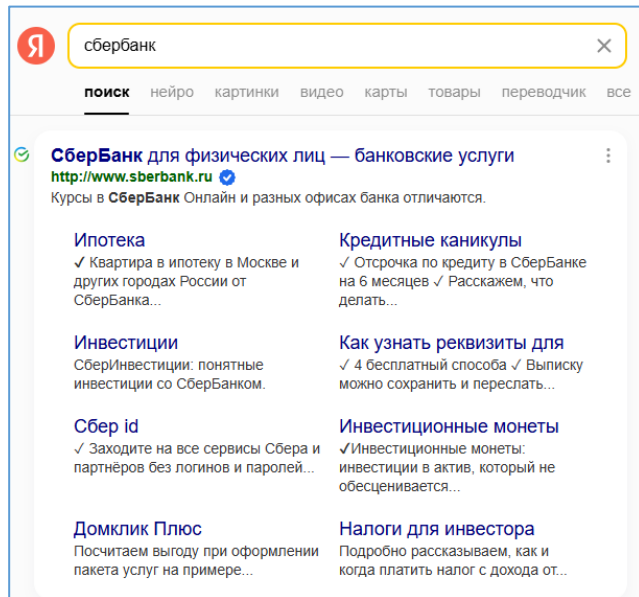 Я
сбербанк
поиск нейро картинки видео карты товары переводчик все
СберБанк для физических лиц — банковские услуги
http://www.sberbank.ru
Курсы в СберБанк Онлайн и разных офисах банка отличаются.
Ипотека
✓ Квартира в ипотеку в Москве и
других городах России от
СберБанка...
Кредитные каникулы
✓ Отсрочка по кредиту в СберБанке
на 6 месяцев ✓ Расскажем, что
делать...
Инвестиции
СберИнвестиции: понятные
инвестиции со СберБанком.
Как узнать реквизиты для
✓ 4 бесплатный способа ✓ Выписку
можно сохранить и переслать...
Сбер id
✓ Заходите на все сервисы Сбера и
партнёров без логинов и паролей...
Инвестиционные монеты
✓Инвестиционные монеты:
инвестиции в актив, который не
обесценивается...
Домклик Плюс
Посчитаем выгоду при оформлении
пакета услуг на примере...
Налоги для инвестора
Подробно рассказываем, как и
когда платить налог с дохода от...